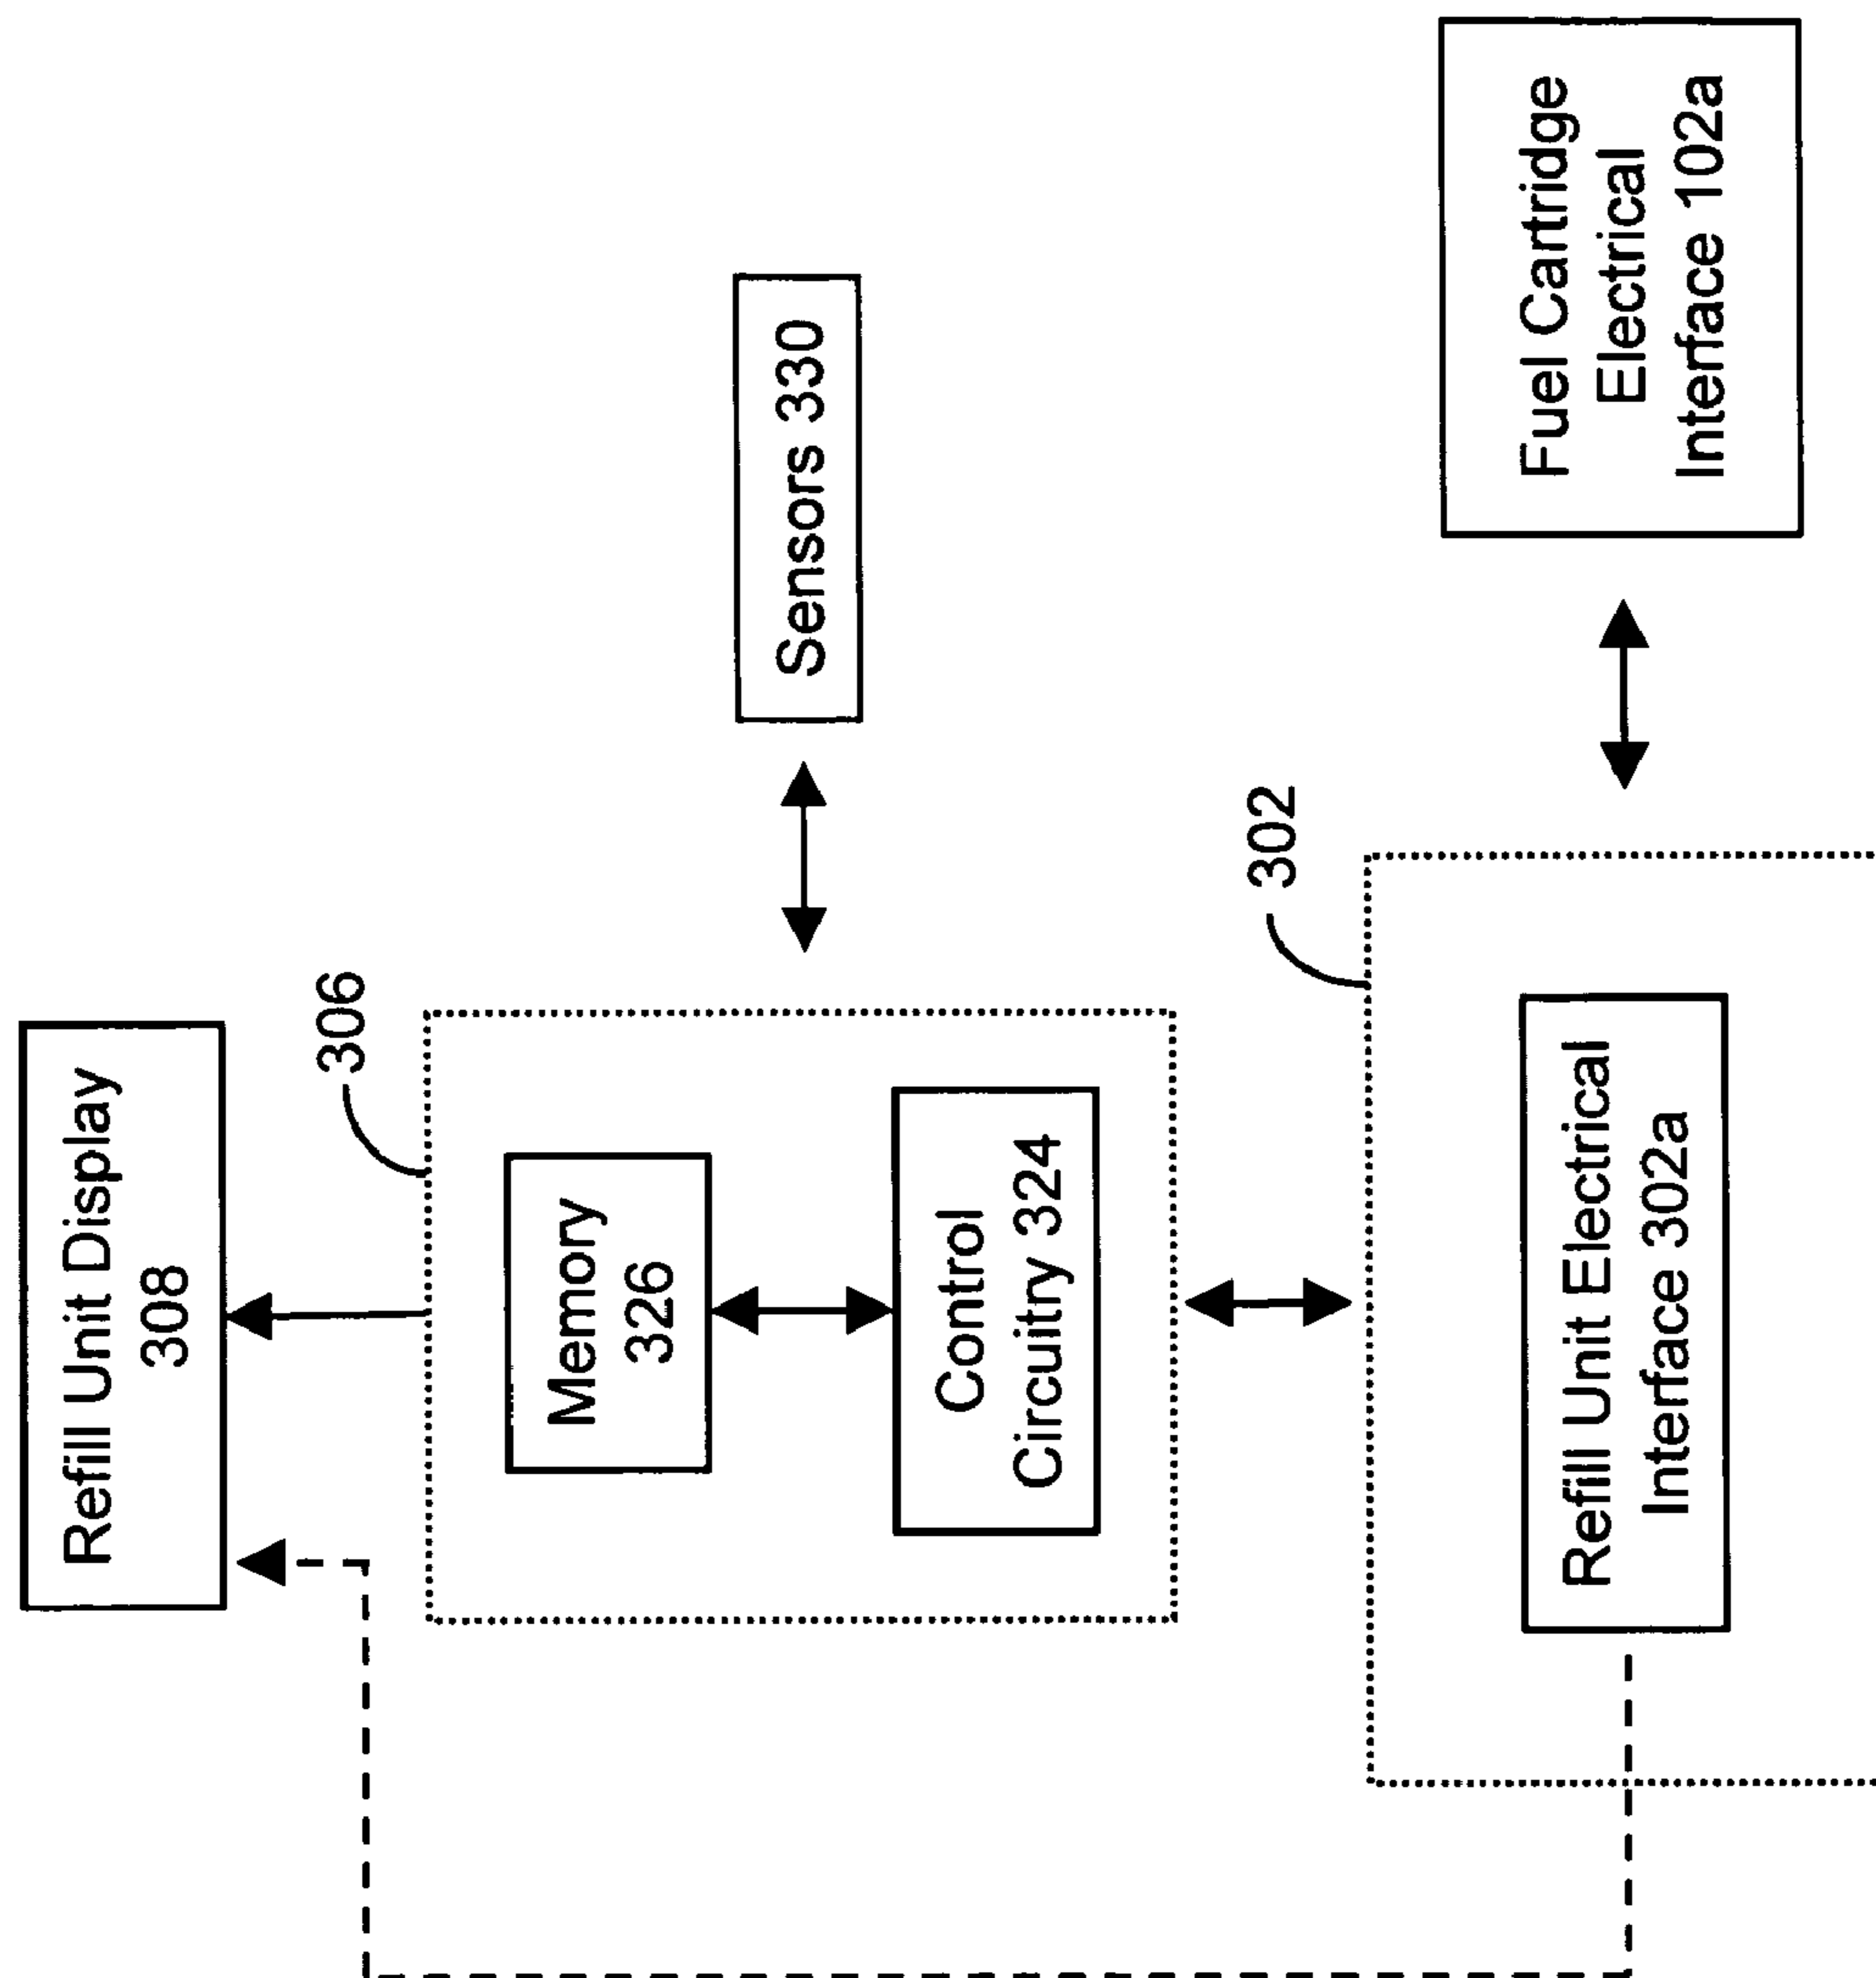 Refill Unit Display
308
306
Memory
326
Control
Circuitry 324
Sensors 330
302
Refill Unit Electrical
Interface 302a
Fuel Cartridge
Electrical
Interface 102a